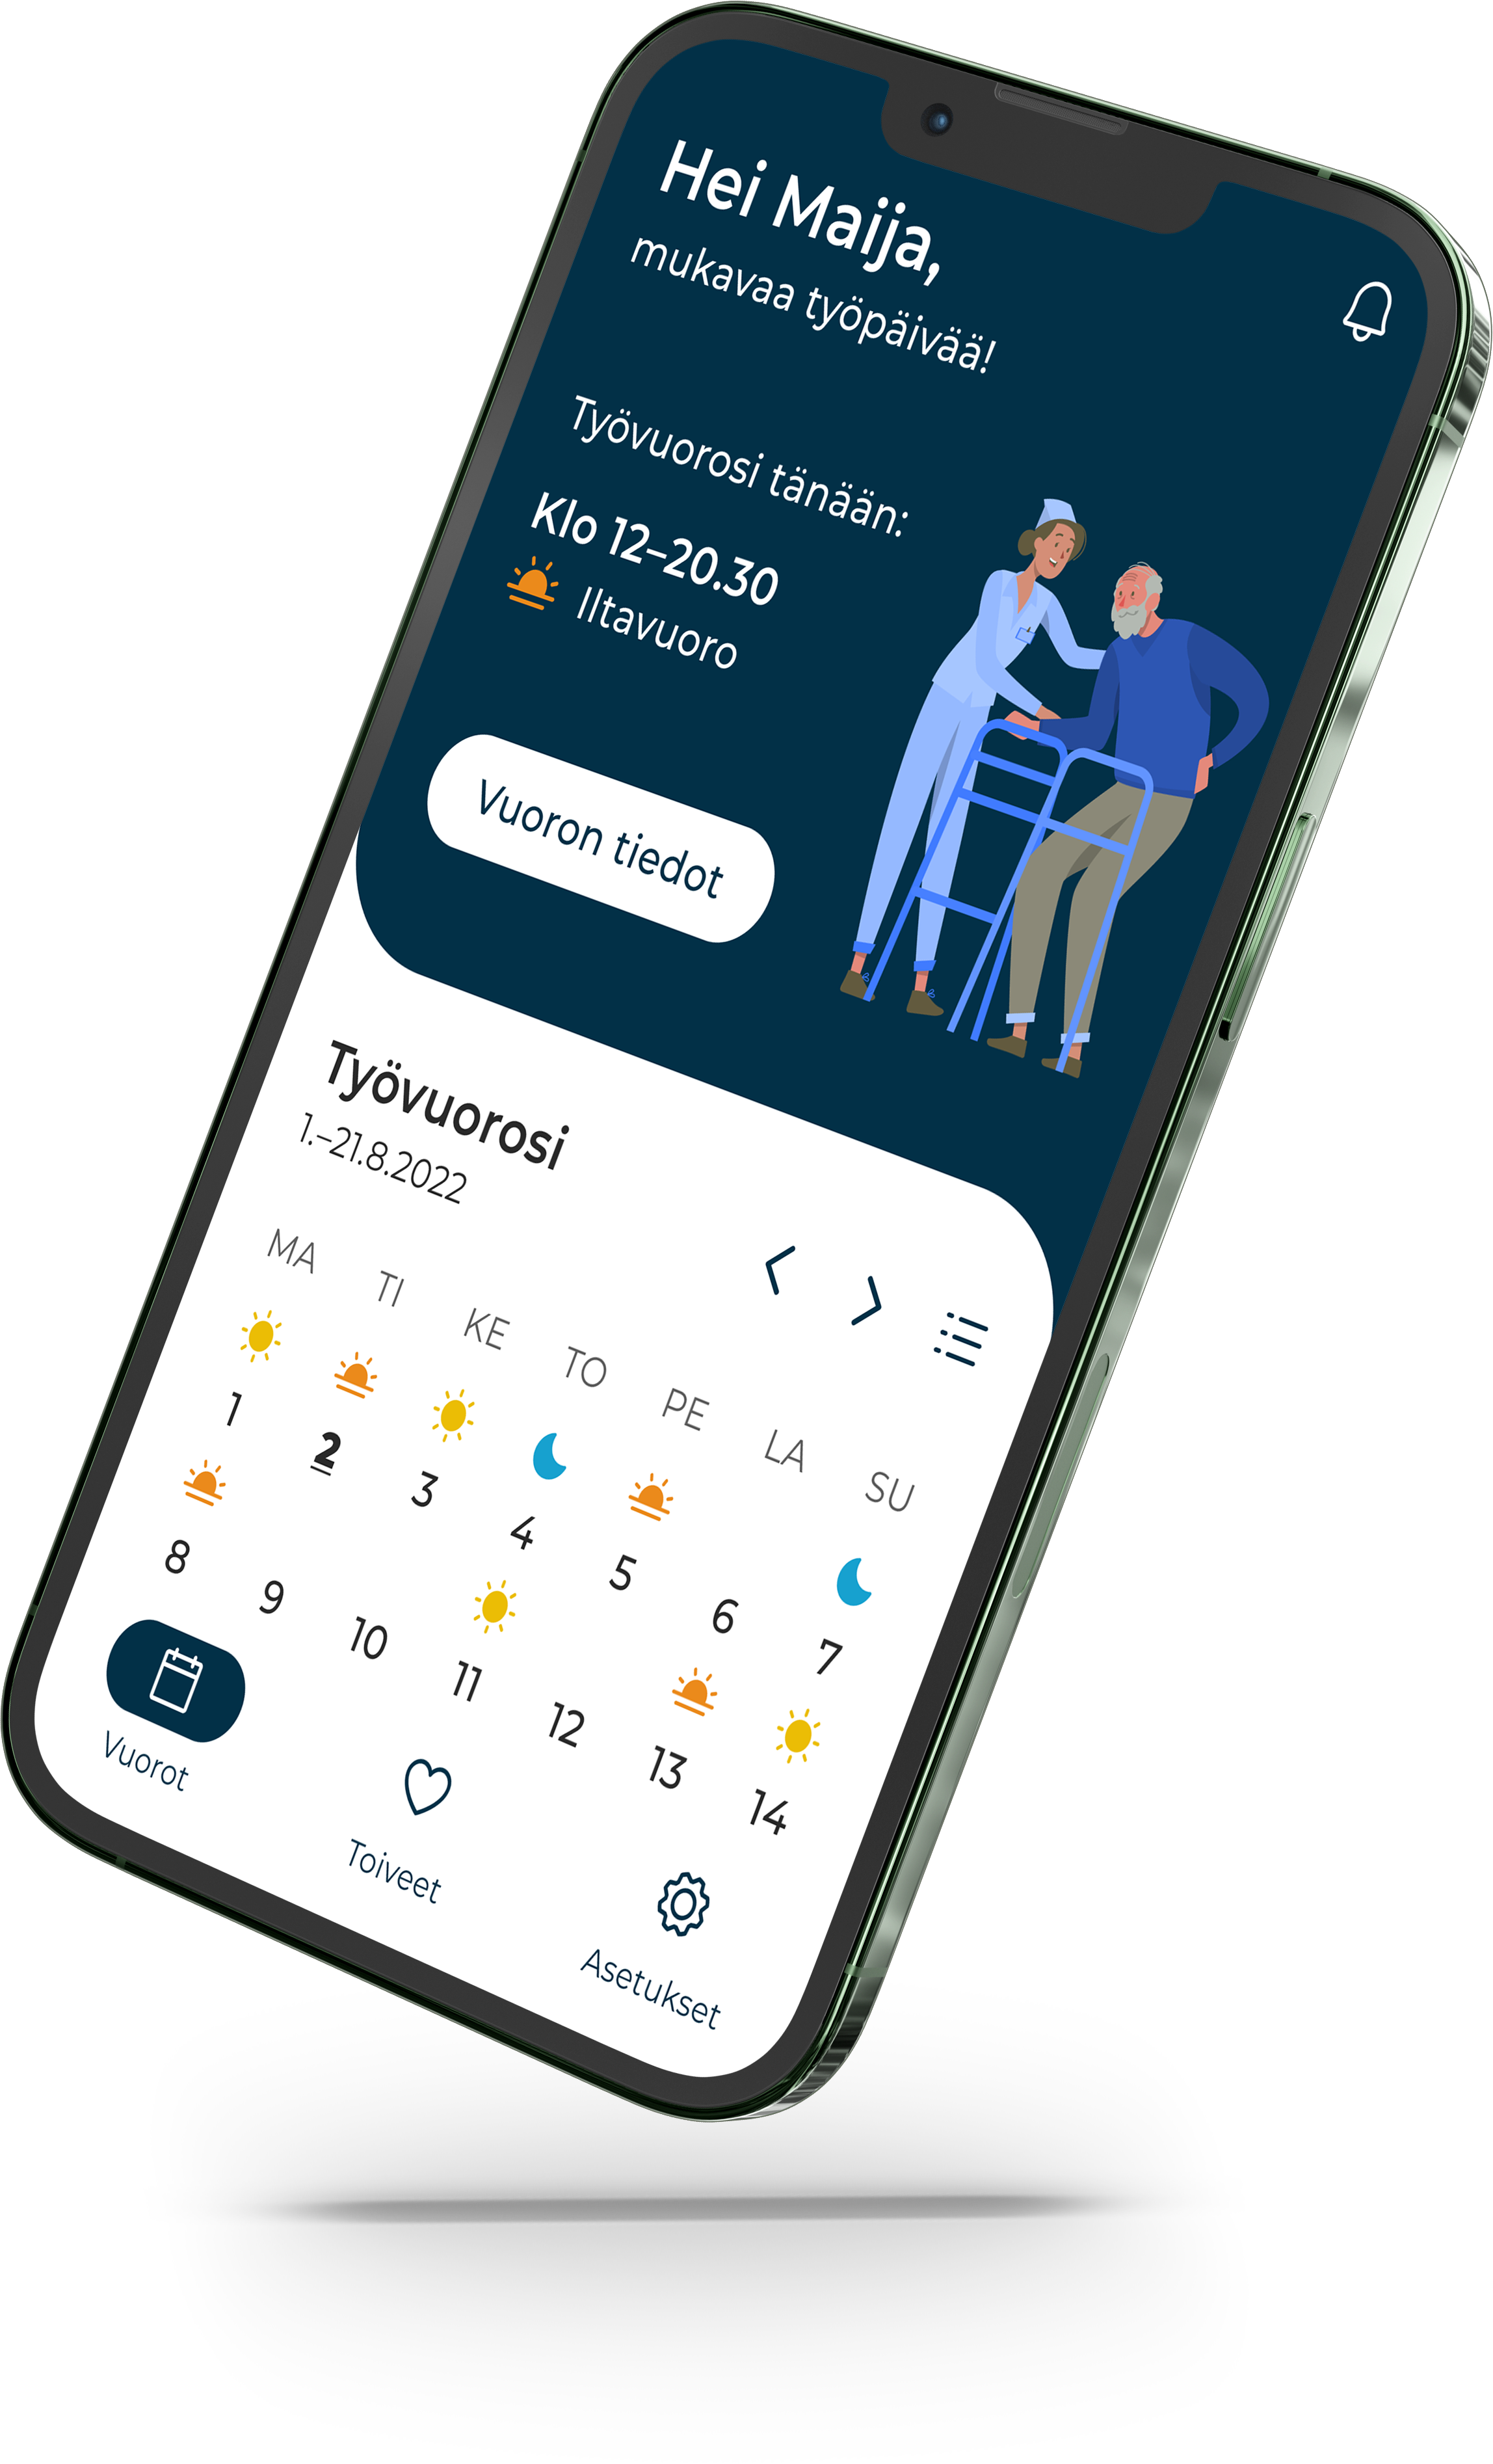 Hei Maija,
mukavaa työpäivää!
Työvuorosi tänään:
Klo 12–20.30
Iltavuoro
Vuoron tiedot
Työvuorosi
1.–21.8.2022
MA TI KE TO PE LA SU
1 2 3 4 5 6 7
8 9 10 11 12 13 14
Vuorot Toiveet Asetukset